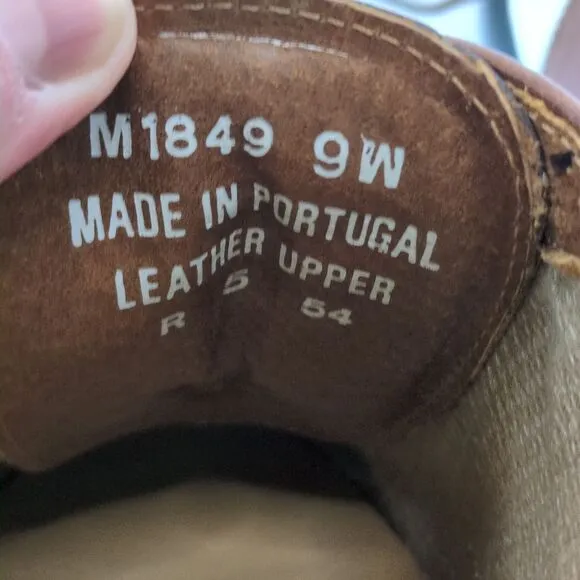 M1849 9W
MADE IN PORTUGAL
LEATHER UPPER
R 5 54